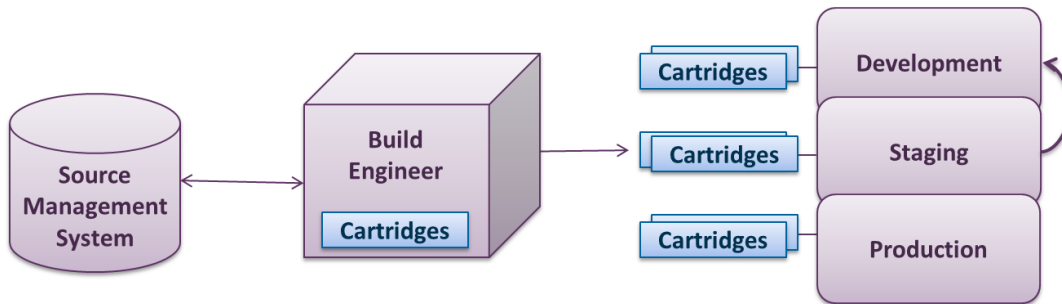 Source
Management
System
Build
Engineer
Cartridges
Cartridges
Development
Cartridges
Staging
Cartridges
Production